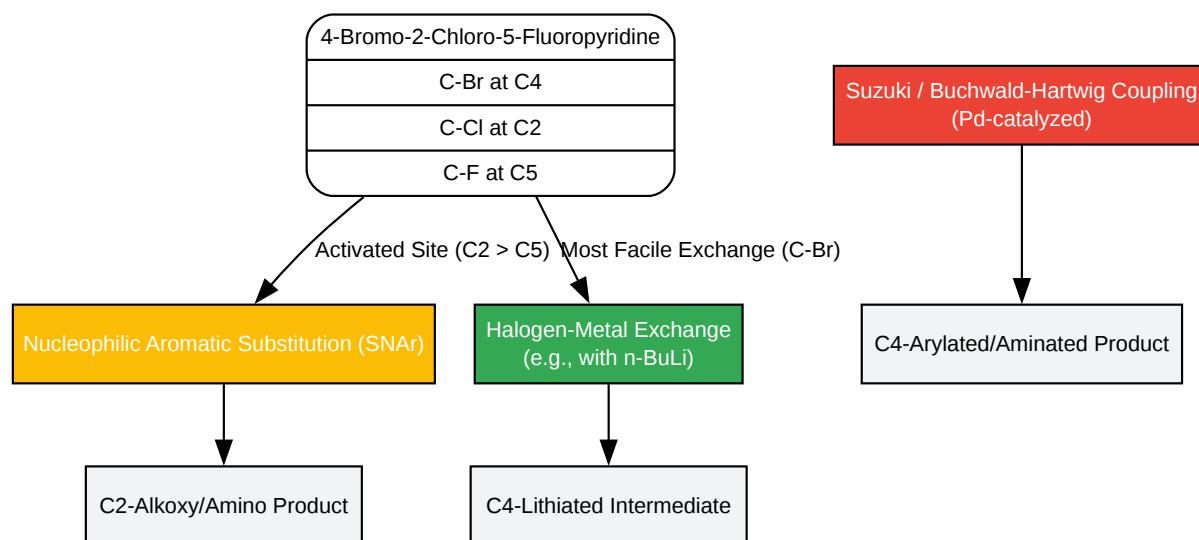 4-Bromo-2-Chloro-5-Fluoropyridine
C-Br at C4
C-Cl at C2
C-F at C5
Suzuki / Buchwald-Hartwig Coupling
(Pd-catalyzed)
Activated Site (C2 > C5)
Most Facile Exchange (C-Br)
Nucleophilic Aromatic Substitution (SNAr)
Halogen-Metal Exchange
(e.g., with n-BuLi)
C4-Arylated/Aminated Product
C2-Alkoxy/Amino Product
C4-Lithiated Intermediate